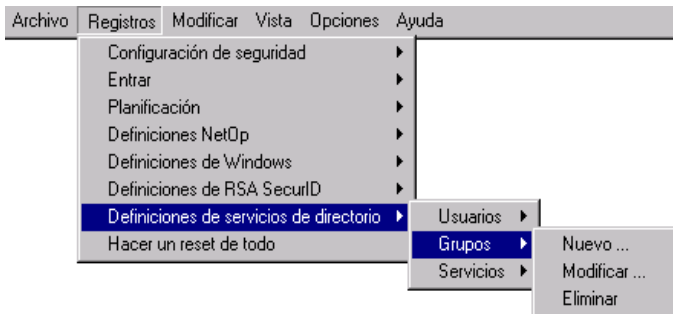 Archivo Registros Modificar Vista Opciones Ayuda
Configuración de seguridad
Entrar
Planificación
Definiciones NetOp
Definiciones de Windows
Definiciones de RSA SecurID
Definiciones de servicios de directorio
Hacer un reset de todo
Usuarios
Grupos
Servicios
Nuevo ...
Modificar ...
Eliminar